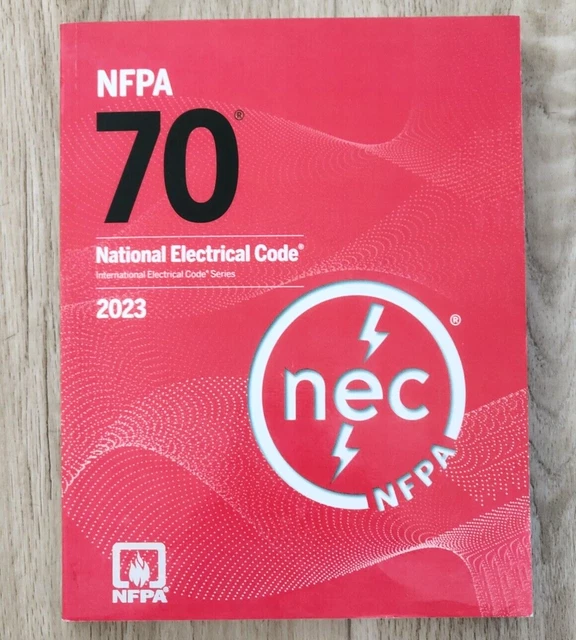 NFPA
70®
National Electrical Code®
International Electrical Code® Series
2023
®
nec
NFPA
NFPA®